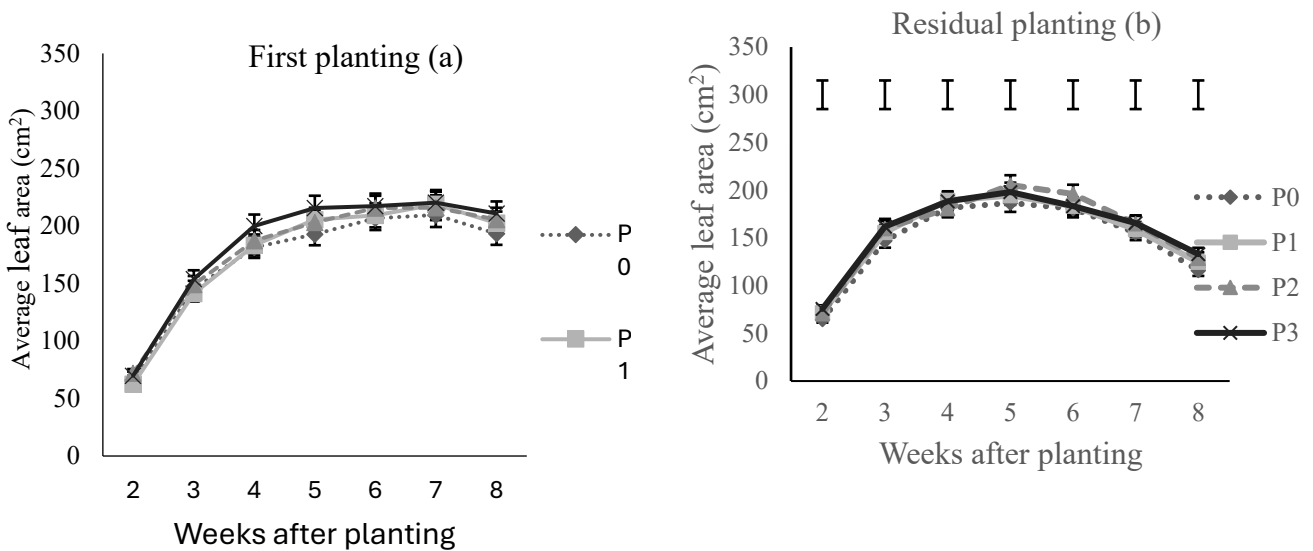 First planting (a)
Average leaf area (cm²)
350
300
250
200
150
100
50
0
2 3 4 5 6 7 8
Weeks after planting
P
0
P
1
Residual planting (b)
Average leaf area (cm²)
350
300
250
200
150
100
50
0
2 3 4 5 6 7 8
Weeks after planting
P0
P1
P2
P3